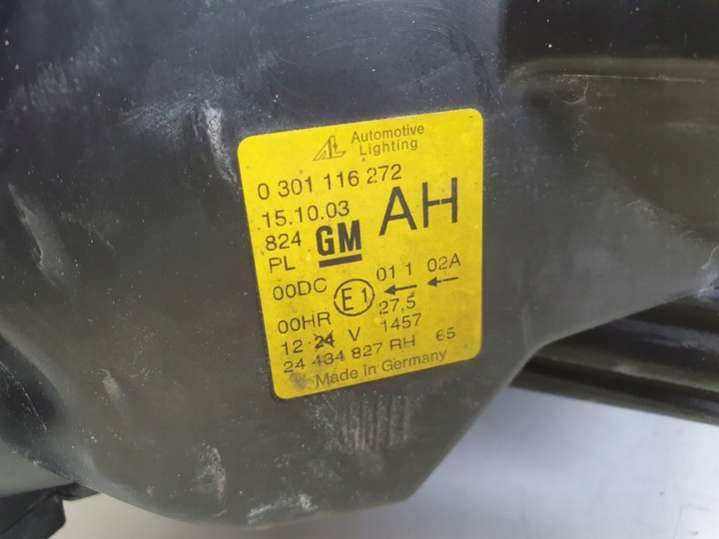 AL Automotive Lighting
0 301 116 272
15.10.03
824 GM AH
PL
00DC E1 01 1 02A
00HR 27,5
12-24 V 1457
24 434 827 RH 65
Made in Germany